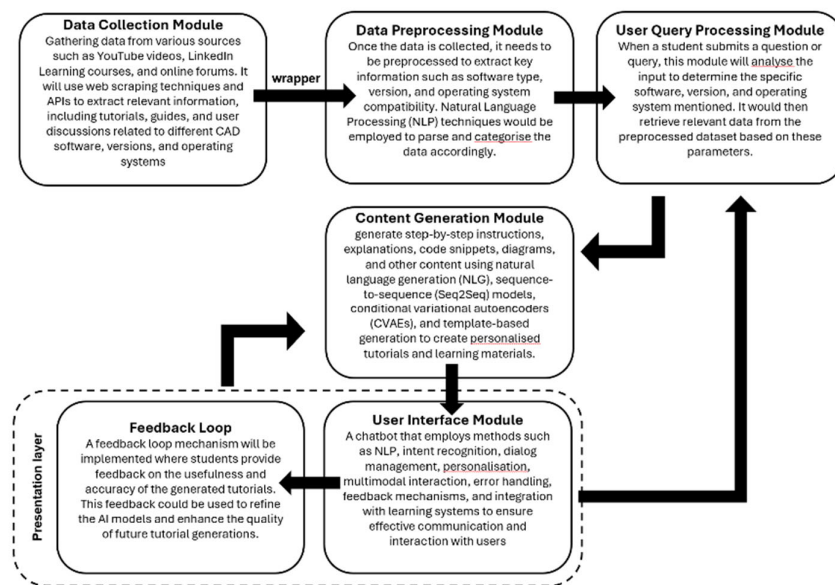 Data Collection Module
Gathering data from various sources
such as YouTube videos, LinkedIn
Learning courses, and online forums. It
will use web scraping techniques and
APIs to extract relevant information,
including tutorials, guides, and user
discussions related to different CAD
software, versions, and operating
systems
wrapper
Data Preprocessing Module
Once the data is collected, it needs to
be preprocessed to extract key
information such as software type,
version, and operating system
compatibility. Natural Language
Processing (NLP) techniques would
be employed to parse and categorise
the data accordingly.
User Query Processing Module
When a student submits a question or
query, this module will analyse the
input to determine the specific
software, version, and operating
system mentioned. It would then
retrieve relevant data from the
preprocessed dataset based on these
parameters.
Content Generation Module
generate step-by-step instructions,
explanations, code snippets, diagrams,
and other content using natural
language generation (NLG), sequence-
to-sequence (Seq2Seq) models,
conditional variational autoencoders
(CVAEs), and template-based
generation to create personalised
tutorials and learning materials.
Presentation layer
Feedback Loop
A feedback loop mechanism will be
implemented where students provide
feedback on the usefulness and
accuracy of the generated tutorials.
This feedback could be used to refine
the AI models and enhance the quality
of future tutorial generations.
User Interface Module
A chatbot that employs methods such
as NLP, intent recognition, dialog
management, personalisation,
multimodal interaction, error handling,
feedback mechanisms, and integration
with learning systems to ensure
effective communication and
interaction with users